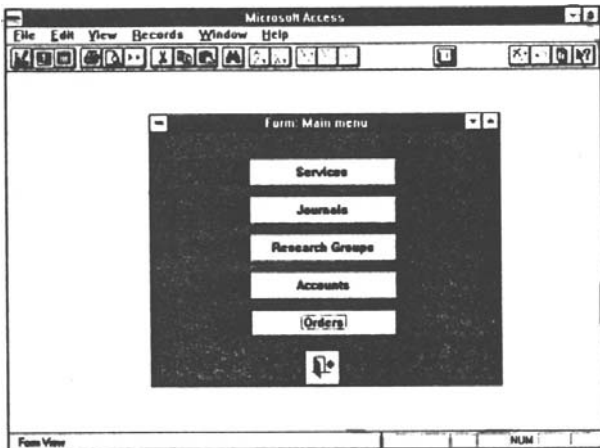 Microsoft Access
File Edit View Records Window Help
Form: Main menu
Services
Journals
Research Groups
Accounts
Orders
Form View NUM